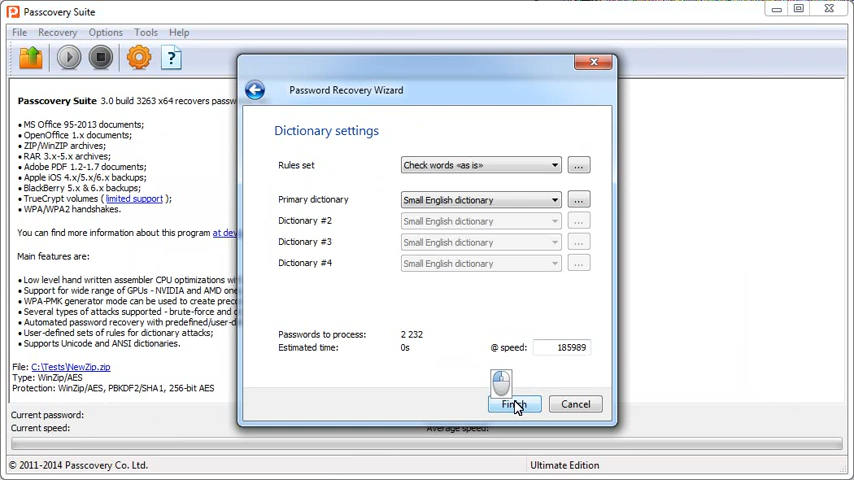 Passcovery Suite
File Recovery Options Tools Help
Passcovery Suite 3.0 build 3263 x64 recovers passw
• MS Office 95-2013 documents;
• OpenOffice 1.x documents;
• ZIP/WinZIP archives;
• RAR 3.x-5.x archives;
• Adobe PDF 1.2-1.7 documents;
• Apple iOS 4.x/5.x/6.x backups;
• BlackBerry 5.x & 6.x backups;
• TrueCrypt volumes ( limited support );
• WPA/WPA2 handshakes.
You can find more information about this program at dev
Main features are:
• Low level hand written assembler CPU optimizations wit
• Support for wide range of GPUs - NVIDIA and AMD one
• WPA-PMK generator mode can be used to create preco
• Several types of attacks supported - brute-force and d
• Automated password recovery with predefined/user-d
• User-defined sets of rules for dictionary attacks;
• Supports Unicode and ANSI dictionaries.
File: C:\Tests\NewZip.zip
Type: WinZip/AES
Protection: WinZip/AES, PBKDF2/SHA1, 256-bit AES
Password Recovery Wizard
Dictionary settings
Rules set Check words «as is» ...
Primary dictionary Small English dictionary ...
Dictionary #2 Small English dictionary ...
Dictionary #3 Small English dictionary ...
Dictionary #4 Small English dictionary ...
Passwords to process: 2 232
Estimated time: 0s @ speed: 185989
Finish Cancel
Current password:
Current speed: Average speed:
© 2011-2014 Passcovery Co. Ltd. Ultimate Edition